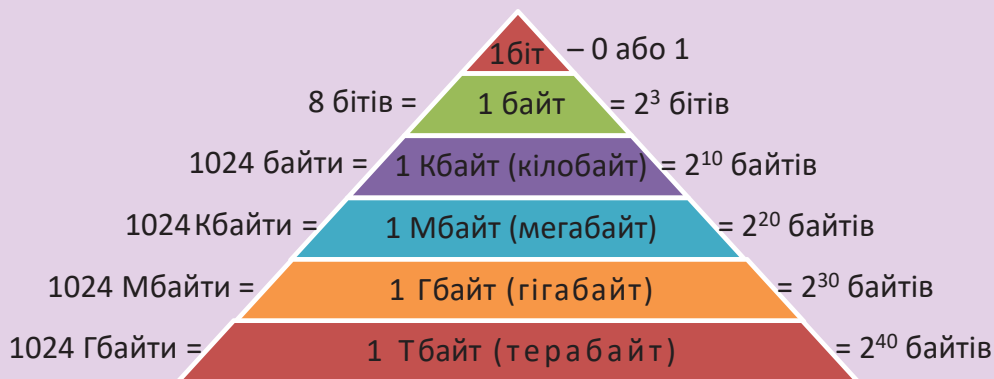 1біт – 0 або 1
8 бітів = 1 байт = 2³ бітів
1024 байти = 1 Кбайт (кілобайт) = 2¹⁰ байтів
1024 Кбайти = 1 Мбайт (мегабайт) = 2²⁰ байтів
1024 Мбайти = 1 Гбайт (гігабайт) = 2³⁰ байтів
1024 Гбайти = 1 Тбайт (терабайт) = 2⁴⁰ байтів